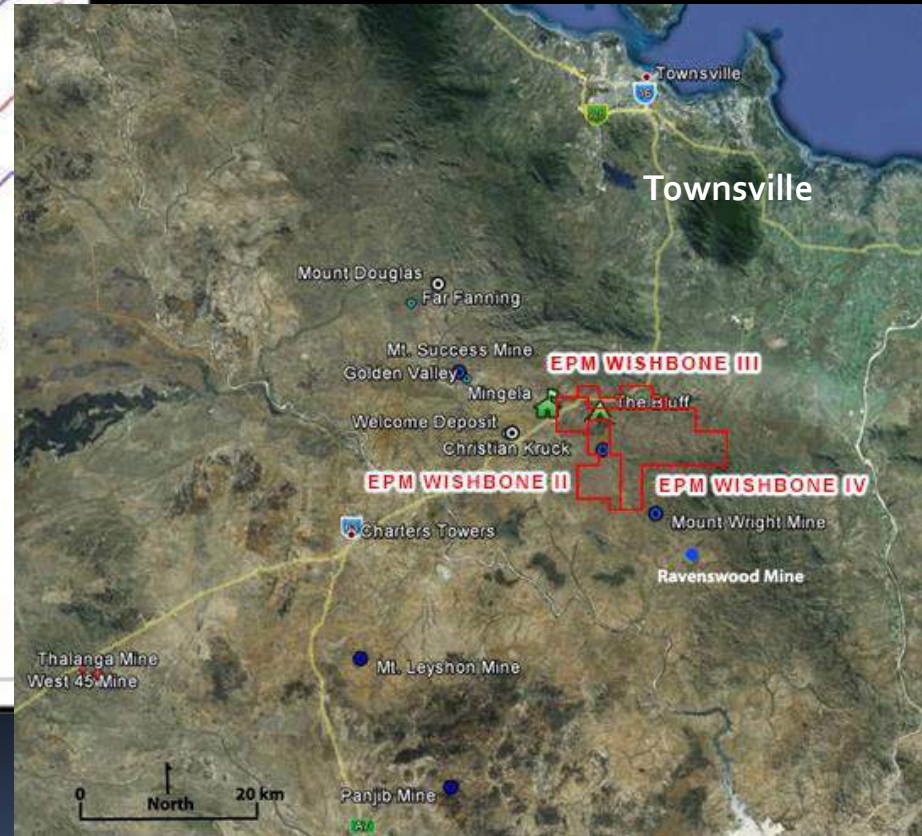 Townsville
16
Townsville
Mount Douglas
Far Fanning
Mt. Success Mine
Golden Valley
EPM WISHBONE III
Mingela
The Bluff
Welcome Deposit
Christian Kruck
EPM WISHBONE II
EPM WISHBONE IV
Mount Wright Mine
Charters Towers
Ravenswood Mine
Thalanga Mine
West 45 Mine
Mt. Leyshon Mine
0 North 20 km
Panjib Mine
A7